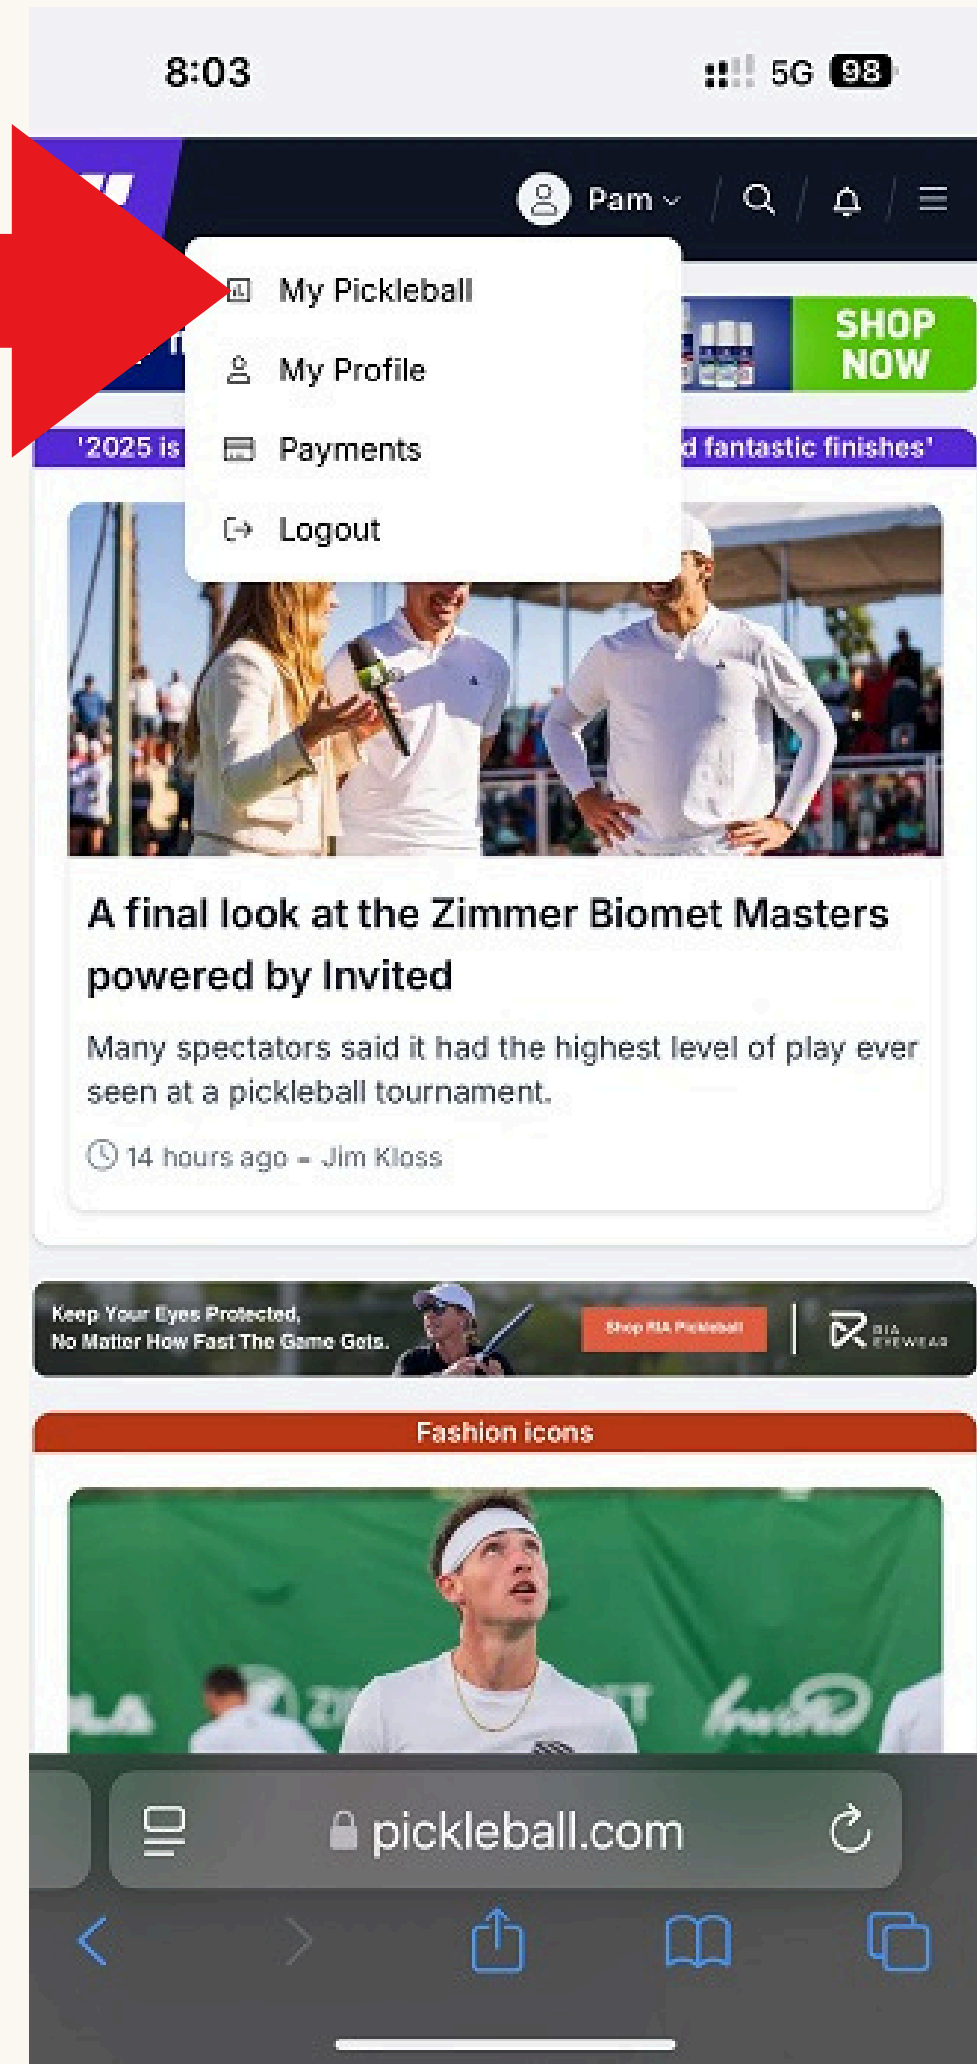 8:03
5G 98
Pam
My Pickleball
SHOP
NOW
My Profile
'2025 is
d fantastic finishes'
Payments
Logout
A final look at the Zimmer Biomet Masters
powered by Invited
Many spectators said it had the highest level of play ever
seen at a pickleball tournament.
14 hours ago – Jim Kloss
Keep Your Eyes Protected,
No Matter How Fast The Game Gets.
Shop RIA Pickleball
RIA
EYEWEAR
Fashion icons
Invited
pickleball.com